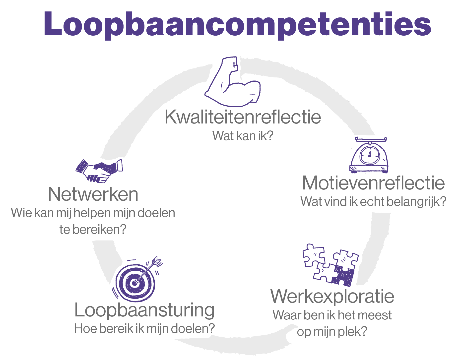 Loopbaancompetenties
Kwaliteitenreflectie
Wat kan ik?
Motievenreflectie
Wat vind ik echt belangrijk?
Werkexploratie
Waar ben ik het meest
op mijn plek?
Loopbaansturing
Hoe bereik ik mijn doelen?
Netwerken
Wie kan mij helpen mijn doelen
te bereiken?